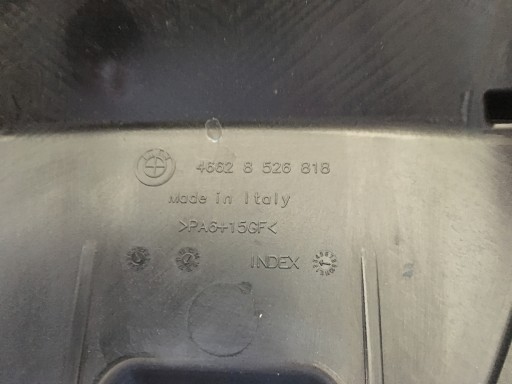 4662 8 526 818
Made in Italy
>PA6+15GF<
INDEX